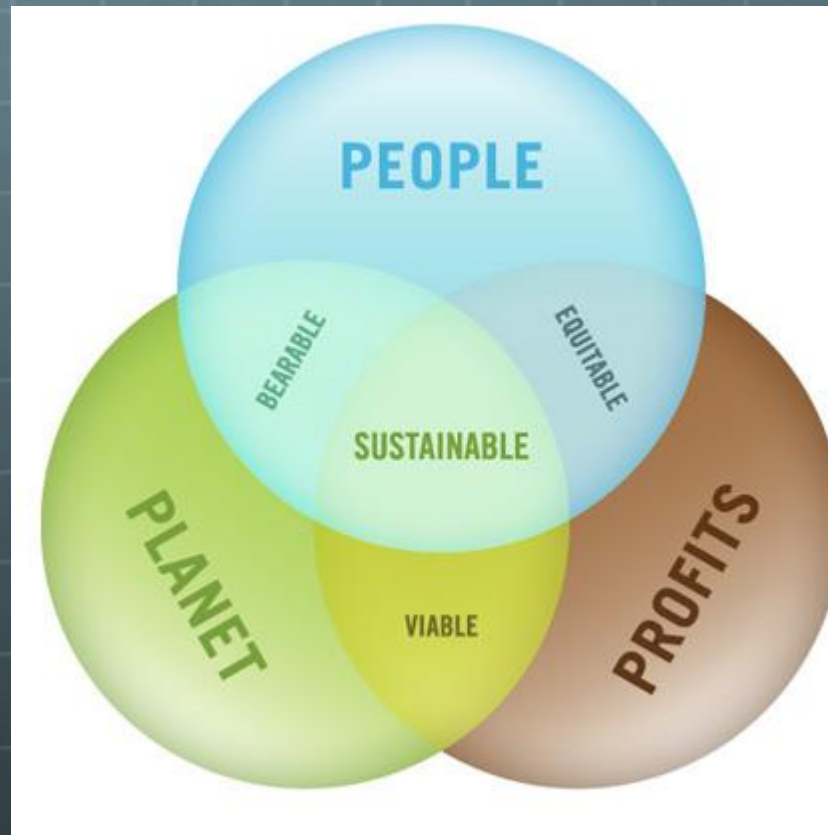 PEOPLE
BEARABLE
EQUITABLE
SUSTAINABLE
PLANET
PROFITS
VIABLE